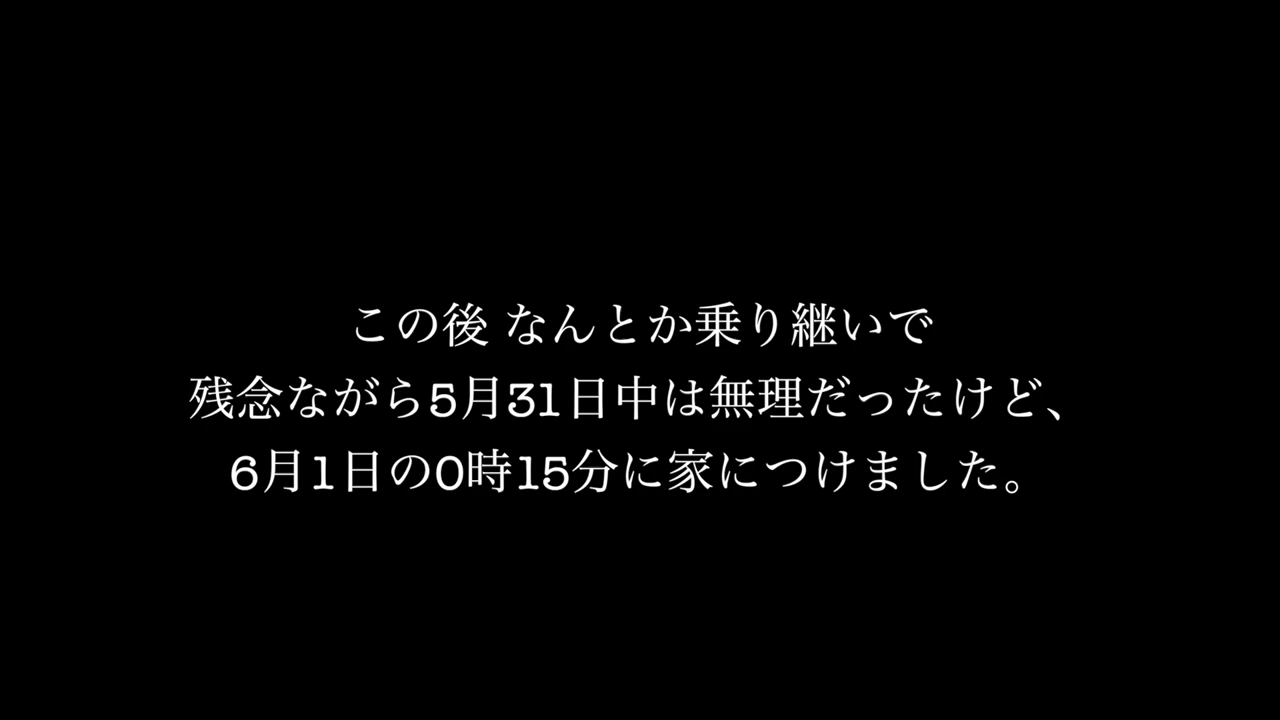 この後 なんとか乗り継いで
残念ながら5月31日中は無理だったけど、
6月1日の0時15分に家につけました。